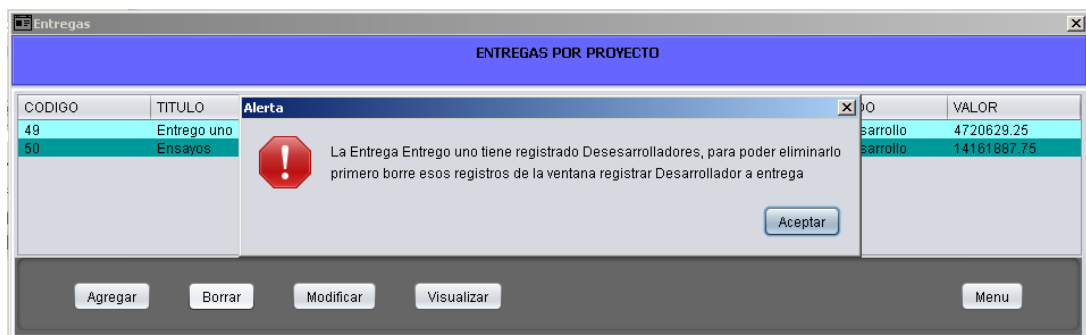 Entregas
ENTREGAS POR PROYECTO
CODIGO TITULO Alerta DO VALOR
49 Entrego uno sarrollo 4720629.25
50 Ensayos sarrollo 14161887.75
La Entrega Entrego uno tiene registrado Desesarrolladores, para poder eliminarlo
primero borre esos registros de la ventana registrar Desarrollador a entrega
Aceptar
Agregar Borrar Modificar Visualizar Menu